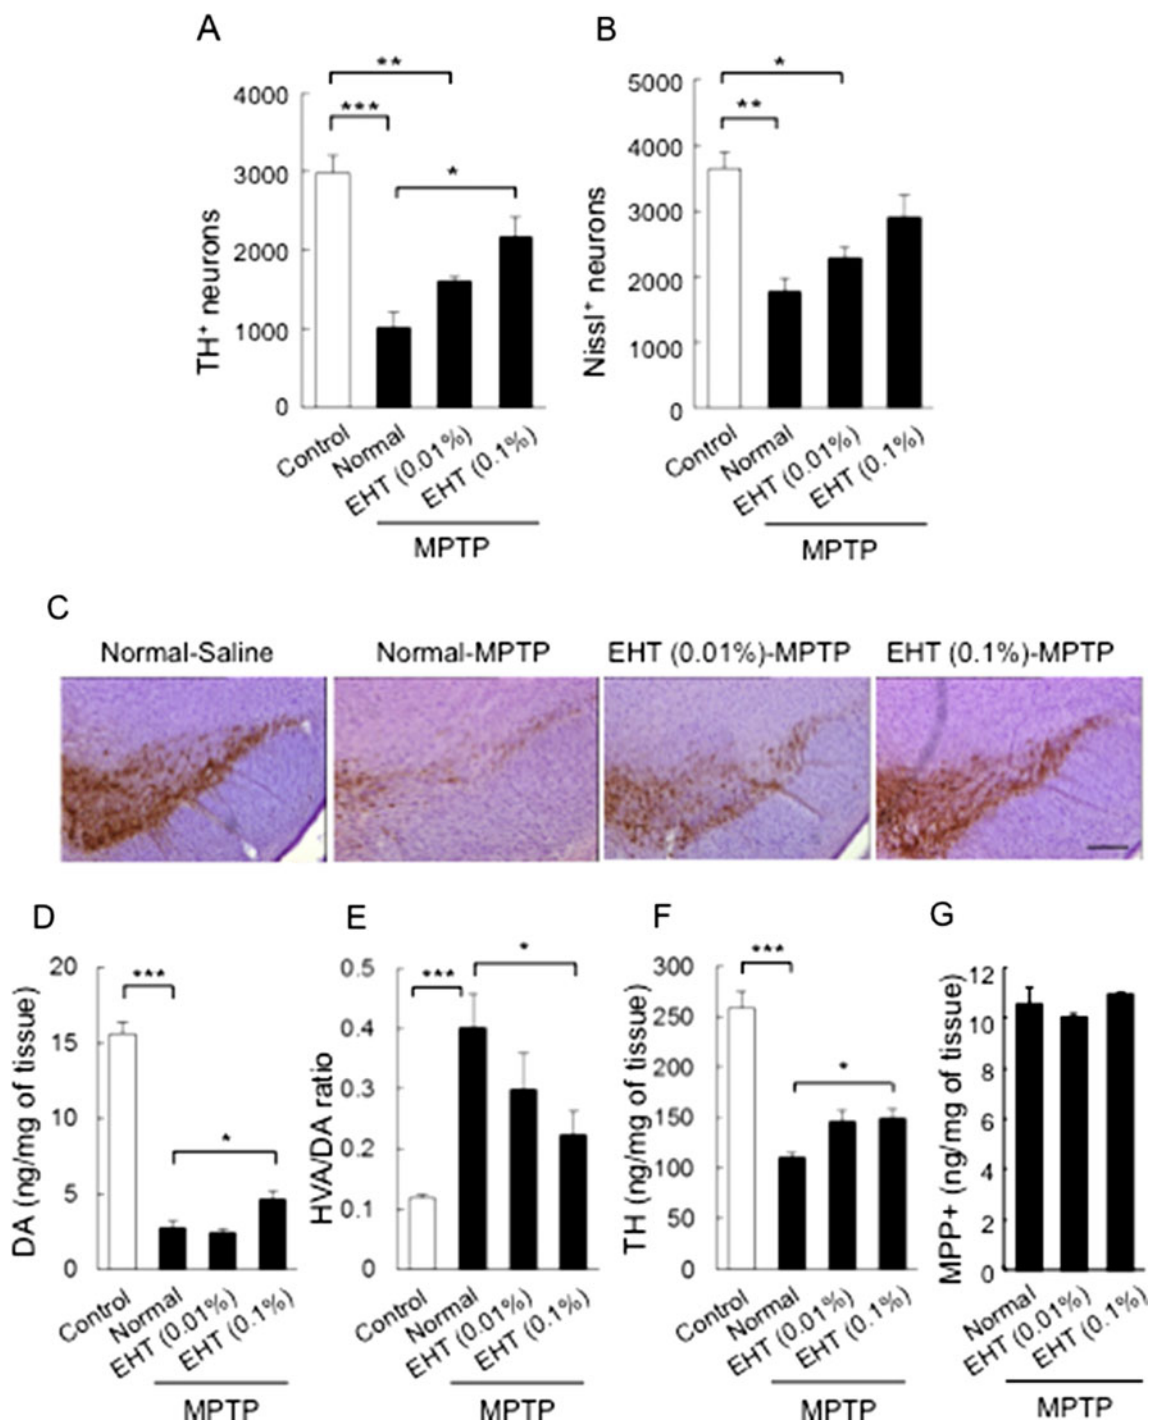 A
B
**
***
*
4000
3000
2000
1000
0
TH+ neurons
Control
Normal
EHT (0.01%)
EHT (0.1%)
MPTP
*
**
5000
4000
3000
2000
1000
0
Nissl+ neurons
Control
Normal
EHT (0.01%)
EHT (0.1%)
MPTP
C
Normal-Saline
Normal-MPTP
EHT (0.01%)-MPTP
EHT (0.1%)-MPTP
D
E
F
G
***
*
20
15
10
5
0
DA (ng/mg of tissue)
Control
Normal
EHT (0.01%)
EHT (0.1%)
MPTP
***
*
0.5
0.4
0.3
0.2
0.1
0
HVA/DA ratio
Control
Normal
EHT (0.01%)
EHT (0.1%)
MPTP
***
*
300
250
200
150
100
50
0
TH (ng/mg of tissue)
Control
Normal
EHT (0.01%)
EHT (0.1%)
MPTP
12
10
8
6
4
2
0
MPP+ (ng/mg of tissue)
Normal
EHT (0.01%)
EHT (0.1%)
MPTP